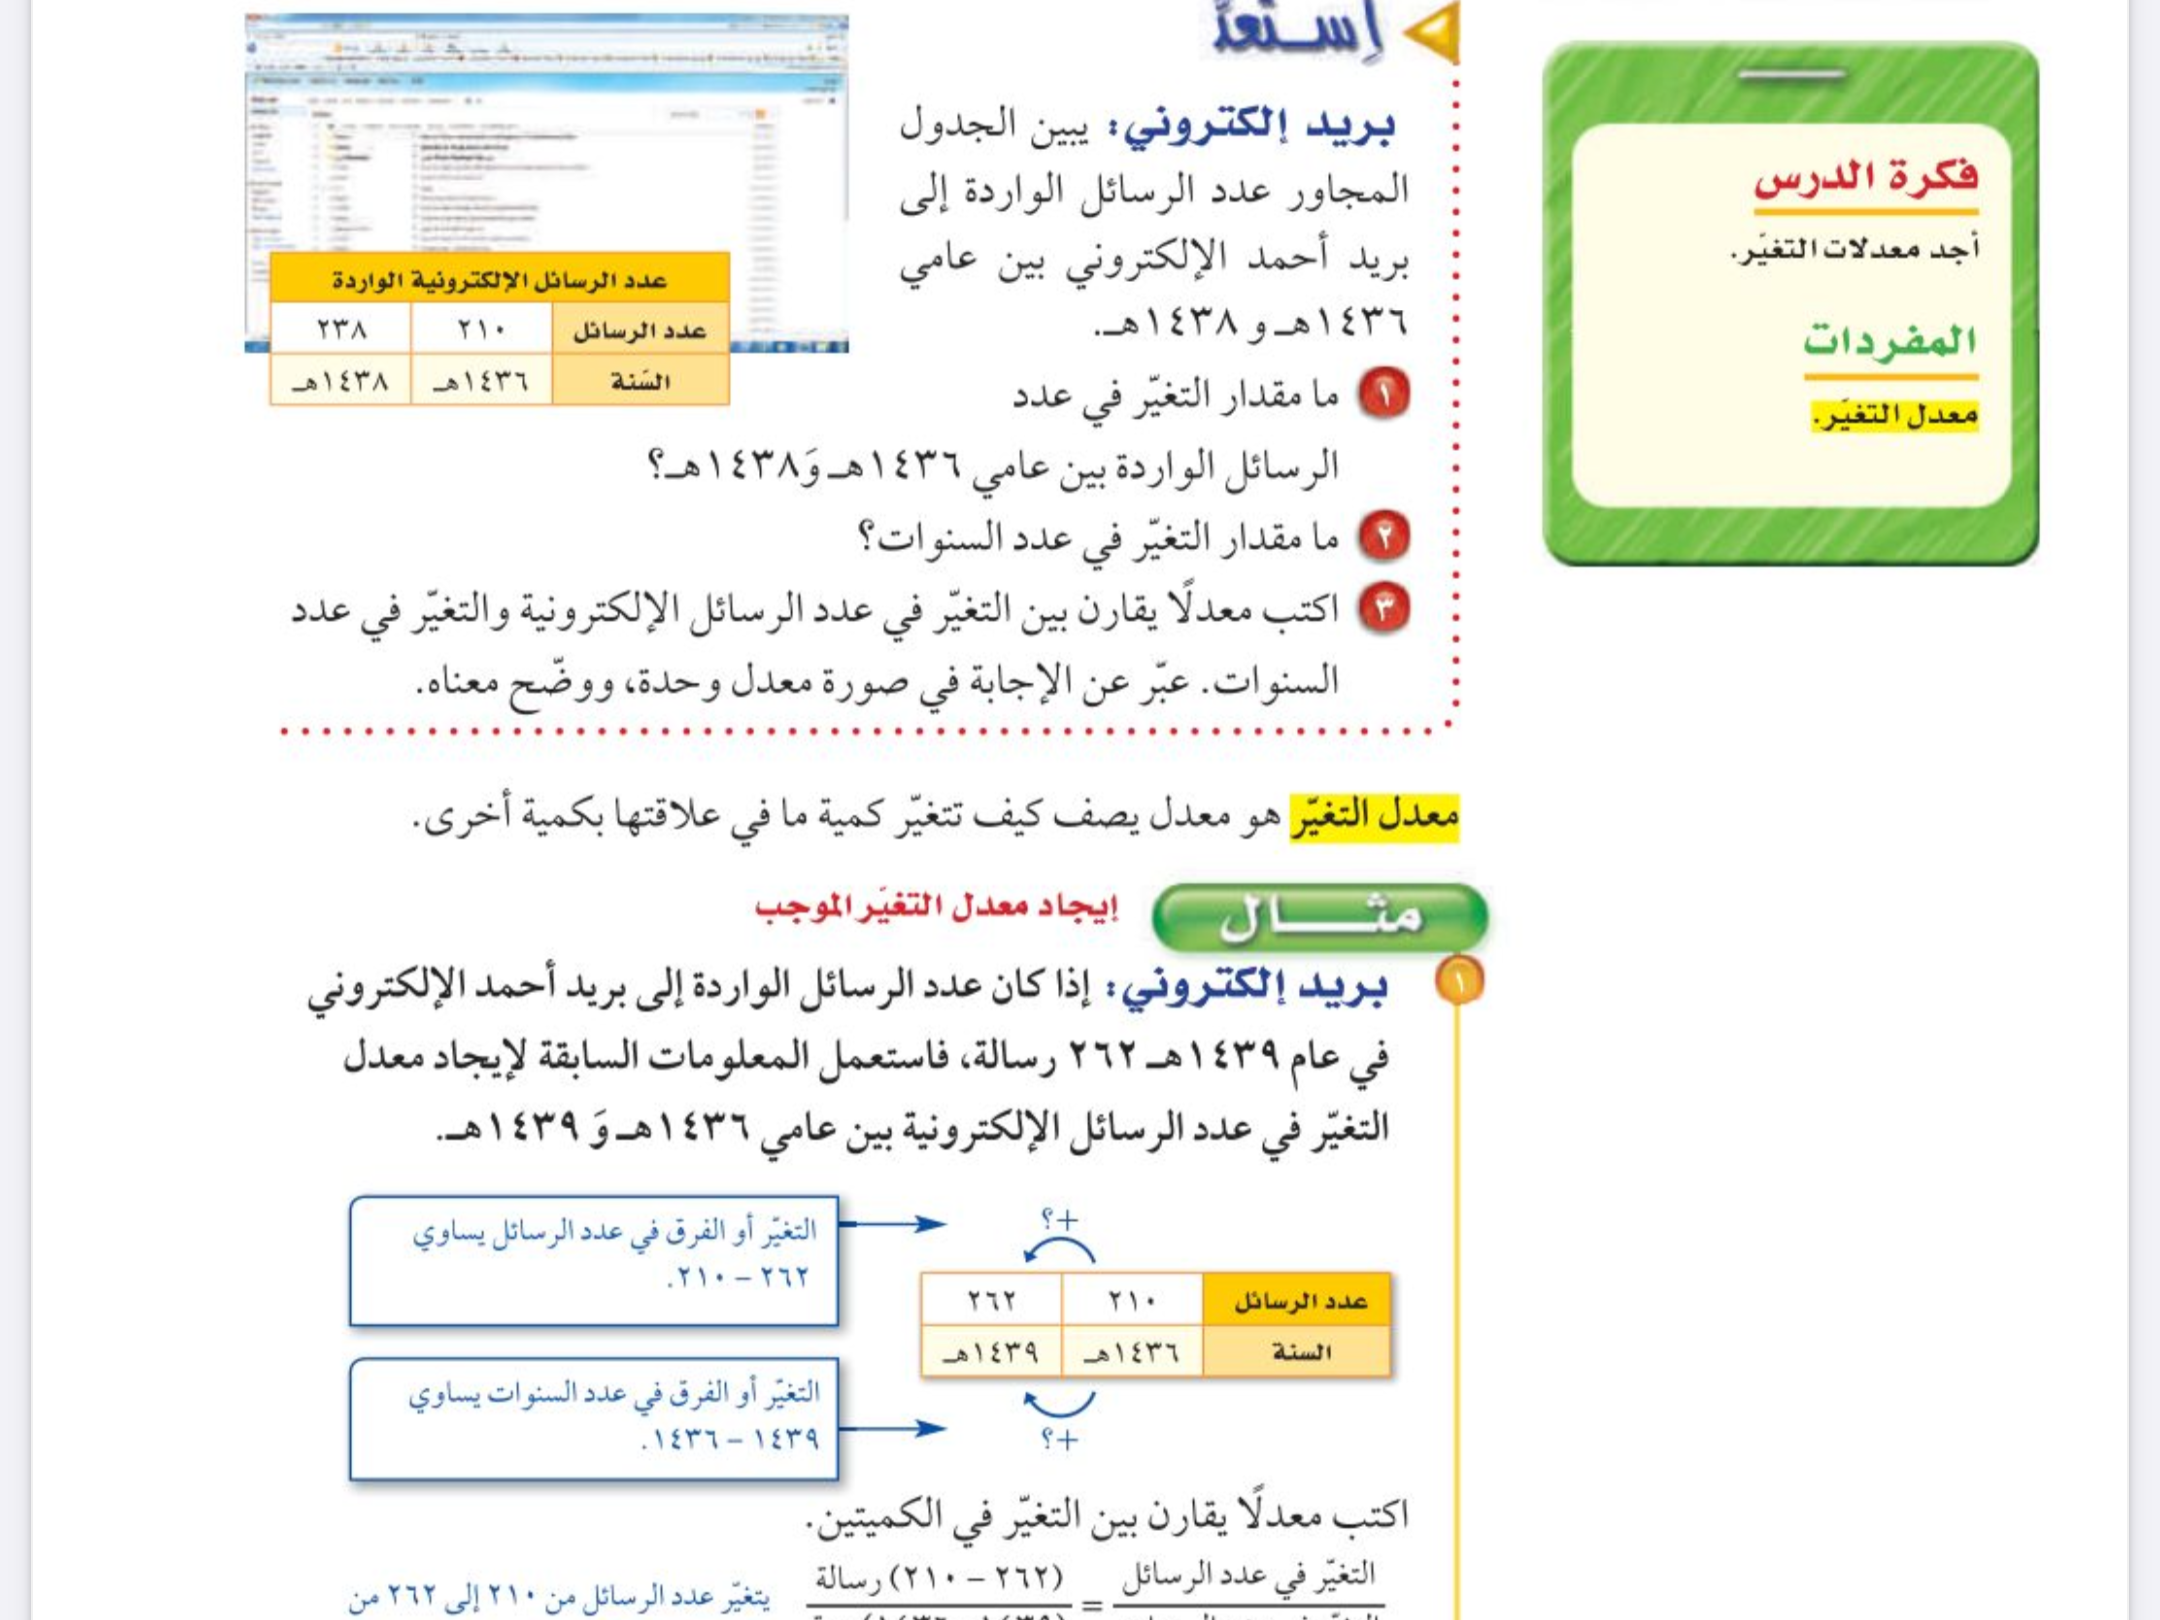 إستعدَّ
بريد إلكتروني: يبين الجدول
المجاور عدد الرسائل الواردة إلى
بريد أحمد الإلكتروني بين عامي
١٤٣٦هـ و ١٤٣٨هـ.
عدد الرسائل الإلكترونية الواردة
عدد الرسائل ٢١٠ ٢٣٨
السَنة ١٤٣٦هـ ١٤٣٨هـ
١ ما مقدار التغيّر في عدد
الرسائل الواردة بين عامي ١٤٣٦هـ وَ١٤٣٨هـ؟
٢ ما مقدار التغيّر في عدد السنوات؟
٣ اكتب معدلًا يقارن بين التغيّر في عدد الرسائل الإلكترونية والتغيّر في عدد
السنوات. عبّر عن الإجابة في صورة معدل وحدة، ووضّح معناه.
فكرة الدرس
أجد معدلات التغيّر.
المفردات
معدل التغيّر.
معدل التغيّر هو معدل يصف كيف تتغيّر كمية ما في علاقتها بكمية أخرى.
مثـــال إيجاد معدل التغيّر الموجب
١ بريد إلكتروني: إذا كان عدد الرسائل الواردة إلى بريد أحمد الإلكتروني
في عام ١٤٣٩هـ ٢٦٢ رسالة، فاستعمل المعلومات السابقة لإيجاد معدل
التغيّر في عدد الرسائل الإلكترونية بين عامي ١٤٣٦هـ وَ ١٤٣٩هـ.
+؟
عدد الرسائل ٢١٠ ٢٦٢
السنة ١٤٣٦هـ ١٤٣٩هـ
+؟
التغيّر أو الفرق في عدد الرسائل يساوي
٢٦٢ – ٢١٠.
التغيّر أو الفرق في عدد السنوات يساوي
١٤٣٩ – ١٤٣٦.
اكتب معدلًا يقارن بين التغيّر في الكميتين.
التغيّر في عدد الرسائل = (٢٦٢ – ٢١٠) رسالة
يتغيّر عدد الرسائل من ٢١٠ إلى ٢٦٢ من